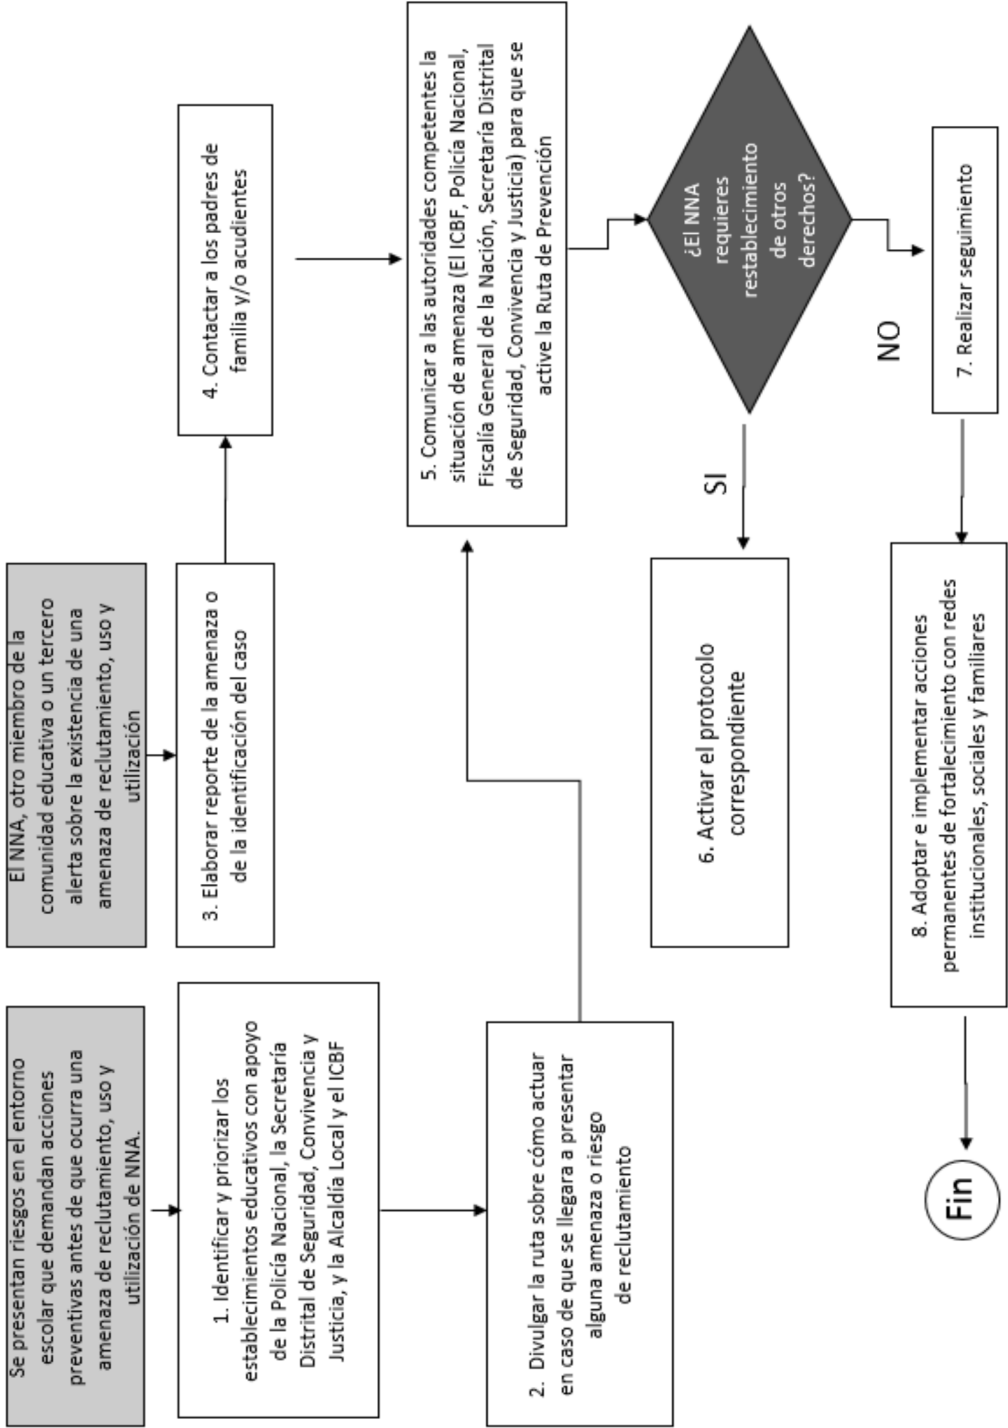 Se presentan riesgos en el entorno
escolar que demandan acciones
preventivas antes de que ocurra una
amenaza de reclutamiento, uso y
utilización de NNA.
1. Identificar y priorizar los
establecimientos educativos con apoyo
de la Policía Nacional, la Secretaría
Distrital de Seguridad, Convivencia y
Justicia, y la Alcaldía Local y el ICBF
2. Divulgar la ruta sobre cómo actuar
en caso de que se llegara a presentar
alguna amenaza o riesgo
de reclutamiento
El NNA, otro miembro de la
comunidad educativa o un tercero
alerta sobre la existencia de una
amenaza de reclutamiento, uso y
utilización
3. Elaborar reporte de la amenaza o
de la identificación del caso
4. Contactar a los padres de
familia y/o acudientes
5. Comunicar a las autoridades competentes la
situación de amenaza (El ICBF, Policía Nacional,
Fiscalía General de la Nación, Secretaría Distrital
de Seguridad, Convivencia y Justicia) para que se
active la Ruta de Prevención
¿El NNA
requieres
restablecimiento
de otros
derechos?
SI
6. Activar el protocolo
correspondiente
NO
7. Realizar seguimiento
8. Adoptar e implementar acciones
permanentes de fortalecimiento con redes
institucionales, sociales y familiares
Fin